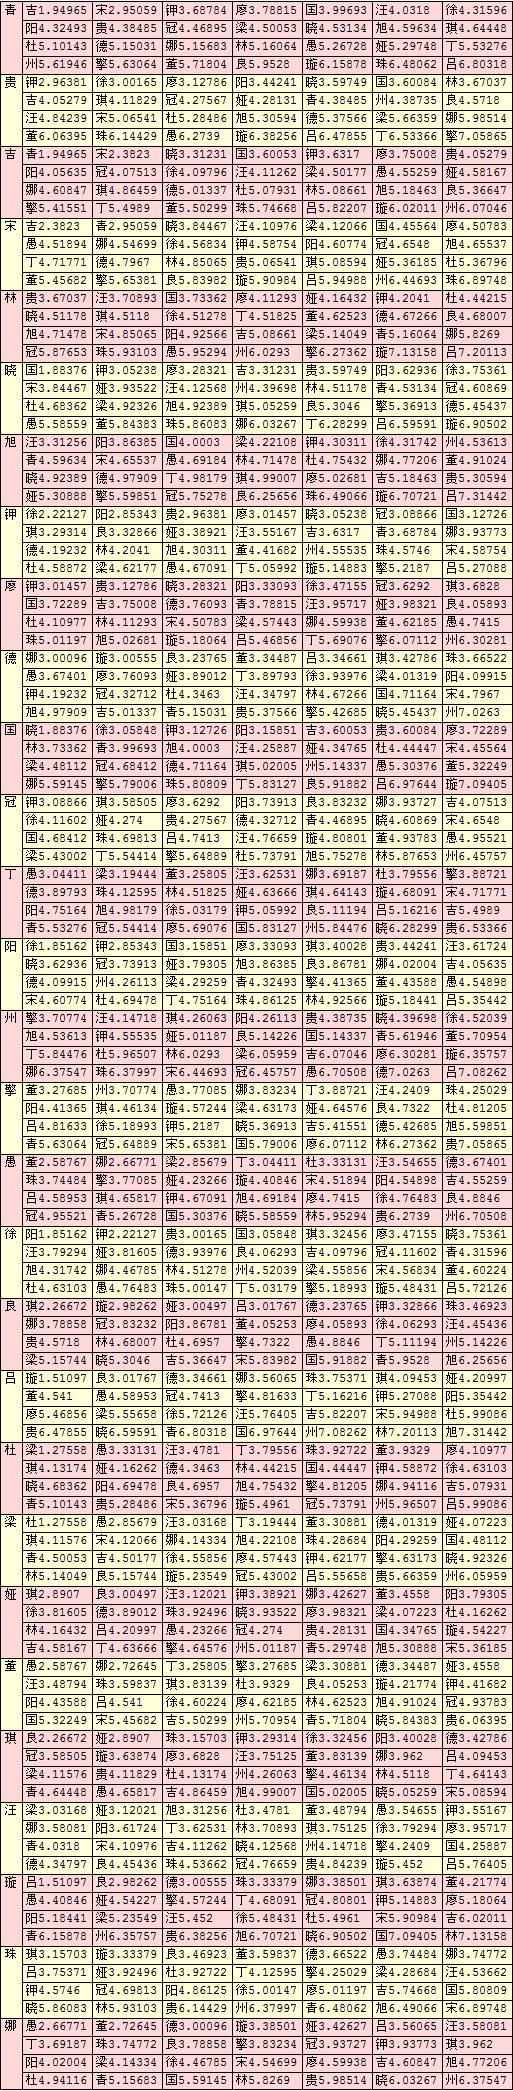 青 吉1.94965 宋2.95059 钾3.68784 廖3.78815 国3.99693 汪4.0318 徐4.31596
阳4.32493 贵4.38485 冠4.46895 梁4.50053 晓4.53134 旭4.59634 琪4.64448
杜5.10143 德5.15031 娜5.15683 林5.16064 愚5.26728 娅5.29748 丁5.53276
州5.61946 擎5.63064 董5.71804 良5.9528 璇6.15878 珠6.48062 吕6.80318
贵 钾2.96381 徐3.00165 廖3.12786 阳3.44241 晓3.59749 国3.60084 林3.67037
吉4.05279 琪4.11829 冠4.27567 娅4.28131 青4.38485 州4.38735 良4.5718
汪4.84239 宋5.06541 杜5.28486 旭5.30594 德5.37566 梁5.66359 娜5.98514
董6.06395 珠6.14429 愚6.2739 璇6.38256 吕6.47855 丁6.53366 擎7.05865
吉 青1.94965 宋2.3823 晓3.31231 国3.60053 钾3.6317 廖3.75008 贵4.05279
阳4.05635 冠4.07513 徐4.09796 汪4.11262 梁4.50177 愚4.55259 娅4.58167
娜4.60847 琪4.86459 德5.01337 杜5.07931 林5.08661 旭5.18463 良5.36647
擎5.41551 丁5.4989 董5.50299 珠5.74668 吕5.82207 璇6.02011 州6.07046
宋 吉2.3823 青2.95059 晓3.84467 汪4.10976 梁4.12066 国4.45564 廖4.50783
愚4.51894 娜4.54699 徐4.56834 钾4.58754 阳4.60774 冠4.6548 旭4.65537
丁4.71771 德4.7967 林4.85065 贵5.06541 琪5.08594 娅5.36185 杜5.36796
董5.45682 擎5.65381 良5.83982 璇5.90984 吕5.94988 州6.44693 珠6.89748
林 贵3.67037 汪3.70893 国3.73362 廖4.11293 娅4.16432 钾4.2041 杜4.44215
晓4.51178 琪4.5118 徐4.51278 丁4.51825 董4.62523 德4.67266 良4.68007
旭4.71478 宋4.85065 阳4.92566 吉5.08661 梁5.14049 青5.16064 娜5.8269
冠5.87653 珠5.93103 愚5.95294 州6.0293 擎6.27362 璇7.13158 吕7.20113
晓 国1.88376 钾3.05238 廖3.28321 吉3.31231 贵3.59749 阳3.62936 徐3.75361
宋3.84467 娅3.93522 汪4.12568 州4.39698 林4.51178 青4.53134 冠4.60869
杜4.68362 梁4.92326 旭4.92389 琪5.05259 良5.3046 擎5.36913 德5.45437
愚5.58559 董5.84383 珠5.86083 娜6.03267 丁6.28299 吕6.59591 璇6.90502
旭 汪3.31256 阳3.86385 国4.0003 梁4.22108 钾4.30311 徐4.31742 州4.53613
青4.59634 宋4.65537 愚4.69184 林4.71478 杜4.75432 娜4.77206 董4.91024
晓4.92389 德4.97909 丁4.98179 琪4.99007 廖5.02681 吉5.18463 贵5.30594
娅5.30888 擎5.59851 冠5.75278 良6.25656 珠6.49066 璇6.70721 吕7.31442
钾 徐2.22127 阳2.85343 贵2.96381 廖3.01457 晓3.05238 冠3.08866 国3.12726
琪3.29314 良3.32866 娅3.38921 汪3.55167 吉3.6317 青3.68784 娜3.93773
德4.19232 林4.2041 旭4.30311 董4.41682 州4.55535 珠4.5746 宋4.58754
杜4.58872 梁4.62177 愚4.67091 丁5.05992 璇5.14883 擎5.2187 吕5.27088
廖 钾3.01457 贵3.12786 晓3.28321 阳3.33093 徐3.47155 冠3.6292 琪3.6828
国3.72289 吉3.75008 德3.76093 青3.78815 汪3.95717 娅3.98321 良4.05893
杜4.10977 林4.11293 宋4.50783 梁4.57443 娜4.59938 董4.62185 愚4.7415
珠5.01197 旭5.02681 璇5.18064 吕5.46856 丁5.69076 擎6.07112 州6.30281
德 娜3.00096 璇3.00555 良3.23765 董3.34487 吕3.34661 琪3.42786 珠3.66522
愚3.67401 廖3.76093 娅3.89012 丁3.89793 徐3.93976 梁4.01319 阳4.09915
钾4.19232 冠4.32712 杜4.3463 汪4.34797 林4.67266 国4.71164 宋4.7967
旭4.97909 吉5.01337 青5.15031 贵5.37566 擎5.42685 晓5.45437 州7.0263
国 晓1.88376 徐3.05848 钾3.12726 阳3.15851 吉3.60053 贵3.60084 廖3.72289
林3.73362 青3.99693 旭4.0003 汪4.25887 娅4.34765 杜4.44447 宋4.45564
梁4.48112 冠4.68412 德4.71164 琪5.02005 州5.14337 愚5.30376 董5.32249
娜5.59145 擎5.79006 珠5.80809 丁5.83127 良5.91882 吕6.97644 璇7.09405
冠 钾3.08866 琪3.58505 廖3.6292 阳3.73913 良3.83232 娜3.93727 吉4.07513
徐4.11602 娅4.274 贵4.27567 德4.32712 青4.46895 晓4.60869 宋4.6548
国4.68412 珠4.69813 吕4.7413 汪4.76659 璇4.80801 董4.93783 愚4.95521
梁5.43002 丁5.54414 擎5.64889 杜5.73791 旭5.75278 林5.87653 州6.45757
丁 愚3.04411 梁3.19444 董3.25805 汪3.62531 娜3.69187 杜3.79556 擎3.88721
德3.89793 珠4.12595 林4.51825 娅4.63666 琪4.64143 璇4.68091 宋4.71771
阳4.75164 旭4.98179 徐5.03179 钾5.05992 良5.11194 吕5.16216 吉5.4989
青5.53276 冠5.54414 廖5.69076 国5.83127 州5.84476 晓6.28299 贵6.53366
阳 徐1.85162 钾2.85343 国3.15851 廖3.33093 琪3.40028 贵3.44241 汪3.61724
晓3.62936 冠3.73913 娅3.79305 旭3.86385 良3.86781 娜4.02004 吉4.05635
德4.09915 州4.26113 梁4.29259 青4.32493 擎4.41365 董4.43588 愚4.54898
宋4.60774 杜4.69478 丁4.75164 珠4.86125 林4.92566 璇5.18441 吕5.35442
州 擎3.70774 汪4.14718 琪4.26063 阳4.26113 贵4.38735 晓4.39698 徐4.52039
旭4.53613 钾4.55535 娅5.01187 良5.14226 国5.14337 青5.61946 董5.70954
丁5.84476 杜5.96507 林6.0293 梁6.05959 吉6.07046 廖6.30281 璇6.35757
娜6.37547 珠6.37997 宋6.44693 冠6.45757 愚6.70508 德7.0263 吕7.08262
擎 董3.27685 州3.70774 愚3.77085 娜3.83234 丁3.88721 汪4.2409 珠4.25029
阳4.41365 琪4.46134 璇4.57244 梁4.63173 娅4.64576 良4.7322 杜4.81205
吕4.81633 徐5.18993 钾5.2187 晓5.36913 吉5.41551 德5.42685 旭5.59851
青5.63064 冠5.64889 宋5.65381 国5.79006 廖6.07112 林6.27362 贵7.05865
愚 董2.58767 娜2.66771 梁2.85679 丁3.04411 杜3.33131 汪3.54655 德3.67401
珠3.74484 擎3.77085 娅4.23266 璇4.40846 宋4.51894 阳4.54898 吉4.55259
吕4.58953 琪4.65817 钾4.67091 旭4.69184 廖4.7415 徐4.76483 良4.8846
冠4.95521 青5.26728 国5.30376 晓5.58559 林5.95294 贵6.2739 州6.70508
徐 阳1.85162 钾2.22127 贵3.00165 国3.05848 琪3.32456 廖3.47155 晓3.75361
汪3.79294 娅3.81605 德3.93976 良4.06293 吉4.09796 冠4.11602 青4.31596
旭4.31742 娜4.46785 林4.51278 州4.52039 梁4.55856 宋4.56834 董4.60224
杜4.63103 愚4.76483 珠5.00147 丁5.03179 擎5.18993 璇5.48431 吕5.72126
良 琪2.26672 璇2.98262 娅3.00497 吕3.01767 德3.23765 钾3.32866 珠3.46923
娜3.78858 冠3.83232 阳3.86781 董4.05253 廖4.05893 徐4.06293 汪4.45436
贵4.5718 林4.68007 杜4.6957 擎4.7322 愚4.8846 丁5.11194 州5.14226
梁5.15744 晓5.3046 吉5.36647 宋5.83982 国5.91882 青5.9528 旭6.25656
吕 璇1.51097 良3.01767 德3.34661 娜3.56065 珠3.75371 琪4.09453 娅4.20997
董4.541 愚4.58953 冠4.7413 擎4.81633 丁5.16216 钾5.27088 阳5.35442
廖5.46856 梁5.55658 徐5.72126 汪5.76405 吉5.82207 宋5.94988 杜5.99086
贵6.47855 晓6.59591 青6.80318 国6.97644 州7.08262 林7.20113 旭7.31442
杜 梁1.27558 愚3.33131 汪3.4781 丁3.79556 珠3.92722 董3.9329 廖4.10977
琪4.13174 娅4.16262 德4.3463 林4.44215 国4.44447 钾4.58872 徐4.63103
晓4.68362 阳4.69478 良4.6957 旭4.75432 擎4.81205 娜4.94116 吉5.07931
青5.10143 贵5.28486 宋5.36796 璇5.4961 冠5.73791 州5.96507 吕5.99086
梁 杜1.27558 愚2.85679 汪3.03168 丁3.19444 董3.30881 德4.01319 娅4.07223
琪4.11576 宋4.12066 娜4.14334 旭4.22108 珠4.28684 阳4.29259 国4.48112
青4.50053 吉4.50177 徐4.55856 廖4.57443 钾4.62177 擎4.63173 晓4.92326
林5.14049 良5.15744 璇5.23549 冠5.43002 吕5.55658 贵5.66359 州6.05959
娅 琪2.8907 良3.00497 汪3.12021 钾3.38921 娜3.42627 董3.4558 阳3.79305
徐3.81605 德3.89012 珠3.92496 晓3.93522 廖3.98321 梁4.07223 杜4.16262
林4.16432 吕4.20997 愚4.23266 冠4.274 贵4.28131 国4.34765 璇4.54227
吉4.58167 丁4.63666 擎4.64576 州5.01187 青5.29748 旭5.30888 宋5.36185
董 愚2.58767 娜2.72645 丁3.25805 擎3.27685 梁3.30881 德3.34487 娅3.4558
汪3.48794 珠3.59837 琪3.83139 杜3.9329 良4.05253 璇4.21774 钾4.41682
阳4.43588 吕4.541 徐4.60224 廖4.62185 林4.62523 旭4.91024 冠4.93783
国5.32249 宋5.45682 吉5.50299 州5.70954 青5.71804 晓5.84383 贵6.06395
琪 良2.26672 娅2.8907 珠3.15703 钾3.29314 徐3.32456 阳3.40028 德3.42786
冠3.58505 璇3.63874 廖3.6828 汪3.75125 董3.83139 娜3.962 吕4.09453
梁4.11576 贵4.11829 杜4.13174 州4.26063 擎4.46134 林4.5118 丁4.64143
青4.64448 愚4.65817 吉4.86459 旭4.99007 国5.02005 晓5.05259 宋5.08594
汪 梁3.03168 娅3.12021 旭3.31256 杜3.4781 董3.48794 愚3.54655 钾3.55167
娜3.58081 阳3.61724 丁3.62531 林3.70893 琪3.75125 徐3.79294 廖3.95717
青4.0318 宋4.10976 吉4.11262 晓4.12568 州4.14718 擎4.2409 国4.25887
德4.34797 良4.45436 珠4.53662 冠4.76659 贵4.84239 璇5.452 吕5.76405
璇 吕1.51097 良2.98262 德3.00555 珠3.33379 娜3.38501 琪3.63874 董4.21774
愚4.40846 娅4.54227 擎4.57244 丁4.68091 冠4.80801 钾5.14883 廖5.18064
阳5.18441 梁5.23549 汪5.452 徐5.48431 杜5.4961 宋5.90984 吉6.02011
青6.15878 州6.35757 贵6.38256 旭6.70721 晓6.90502 国7.09405 林7.13158
珠 琪3.15703 璇3.33379 良3.46923 董3.59837 德3.66522 愚3.74484 娜3.74772
吕3.75371 娅3.92496 杜3.92722 丁4.12595 擎4.25029 梁4.28684 汪4.53662
钾4.5746 冠4.69813 阳4.86125 徐5.00147 廖5.01197 吉5.74668 国5.80809
晓5.86083 林5.93103 贵6.14429 州6.37997 青6.48062 旭6.49066 宋6.89748
娜 愚2.66771 董2.72645 德3.00096 璇3.38501 娅3.42627 吕3.56065 汪3.58081
丁3.69187 珠3.74772 良3.78858 擎3.83234 冠3.93727 钾3.93773 琪3.962
阳4.02004 梁4.14334 徐4.46785 宋4.54699 廖4.59938 吉4.60847 旭4.77206
杜4.94116 青5.15683 国5.59145 林5.8269 贵5.98514 晓6.03267 州6.37547